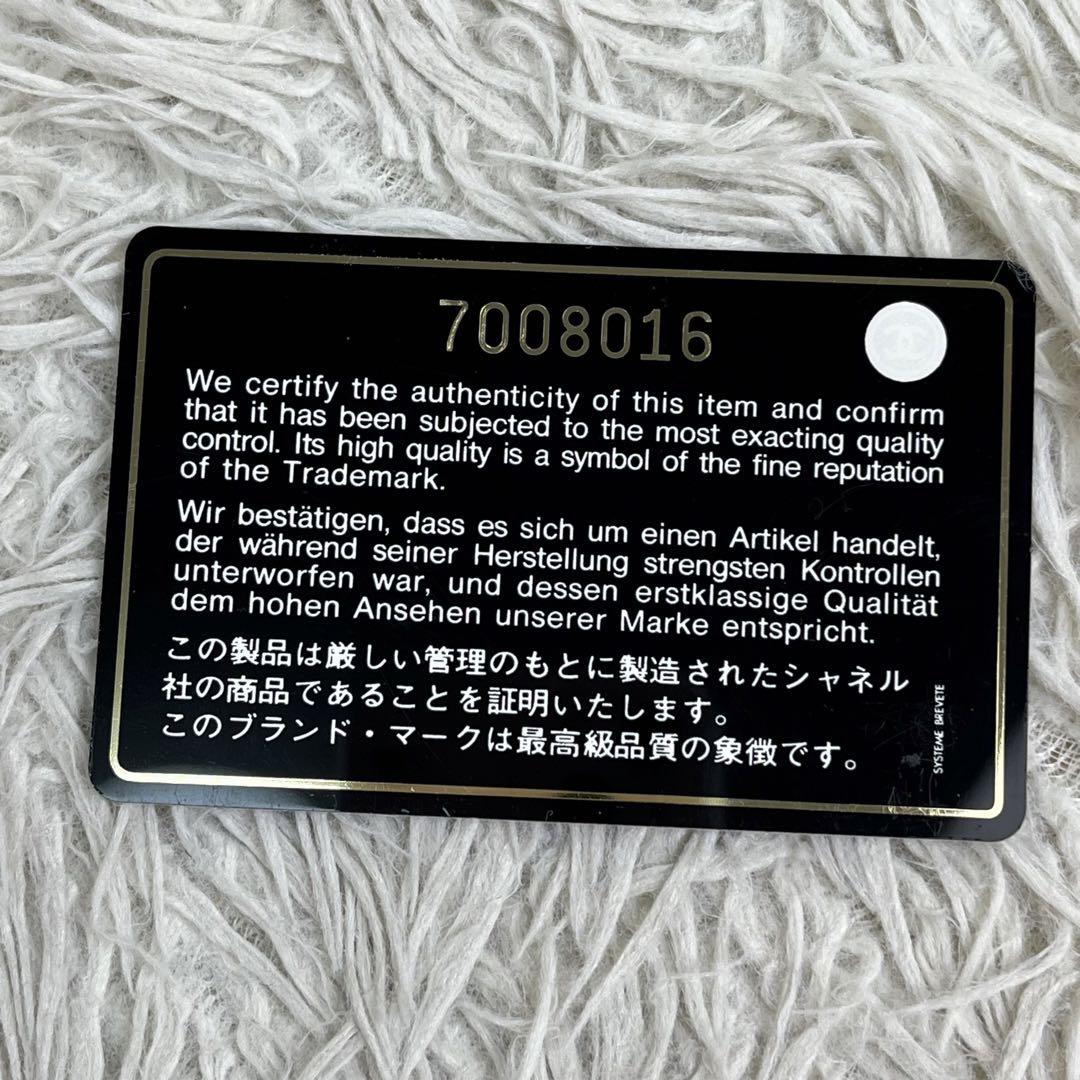 7008016
We certify the authenticity of this item and confirm
that it has been subjected to the most exacting quality
control. Its high quality is a symbol of the fine reputation
of the Trademark.
Wir bestätigen, dass es sich um einen Artikel handelt,
der während seiner Herstellung strengsten Kontrollen
unterworfen war, und dessen erstklassige Qualität
dem hohen Ansehen unserer Marke entspricht.
この製品は厳しい管理のもとに製造されたシャネル
社の商品であることを証明いたします。
このブランド・マークは最高級品質の象徴です。
SYSTEME BREVETE